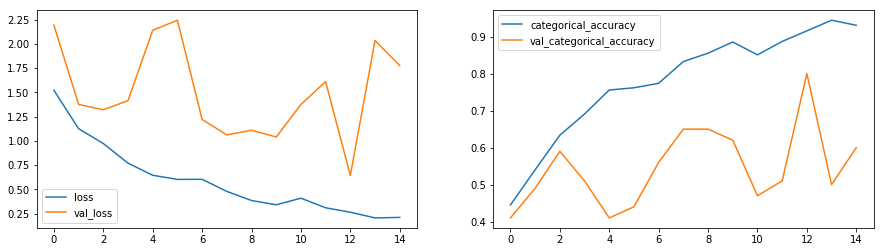 2.25
2.00
1.75
1.50
1.25
1.00
0.75
0.50
0.25
loss
val_loss
0 2 4 6 8 10 12 14
categorical_accuracy
val_categorical_accuracy
0.9
0.8
0.7
0.6
0.5
0.4
0 2 4 6 8 10 12 14